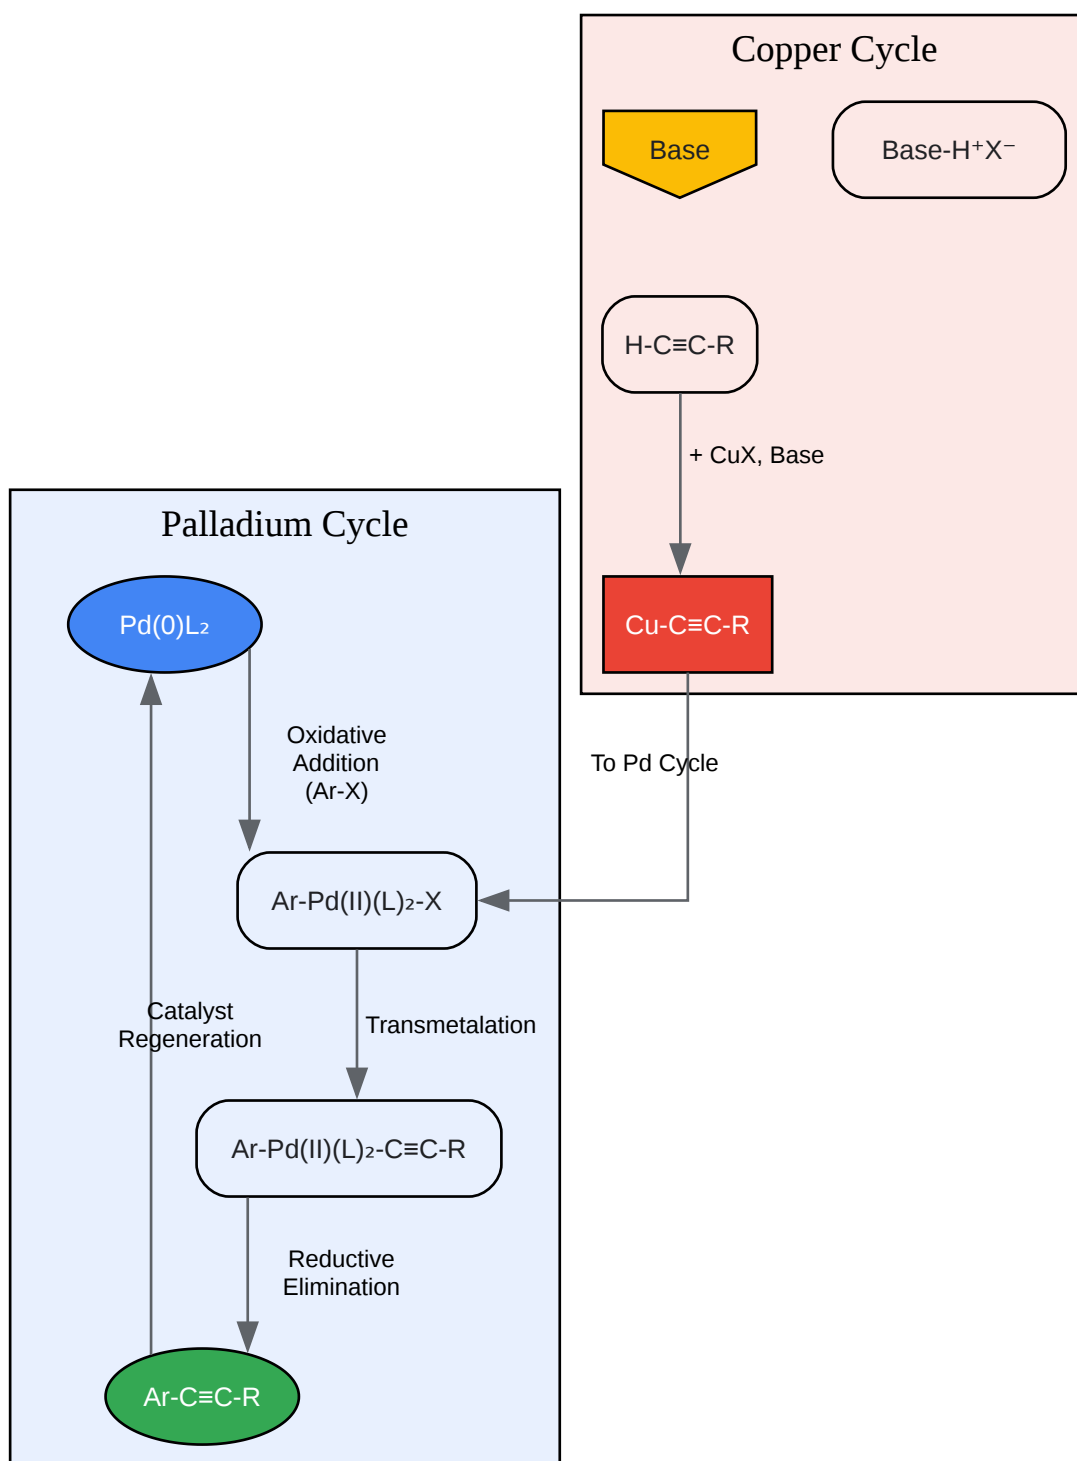 Copper Cycle
Base
Base-H⁺X⁻
H-C≡C-R
+ CuX, Base
Cu-C≡C-R
To Pd Cycle
Palladium Cycle
Pd(0)L₂
Oxidative
Addition
(Ar-X)
Ar-Pd(II)(L)₂-X
Catalyst
Regeneration
Transmetalation
Ar-Pd(II)(L)₂-C≡C-R
Reductive
Elimination
Ar-C≡C-R